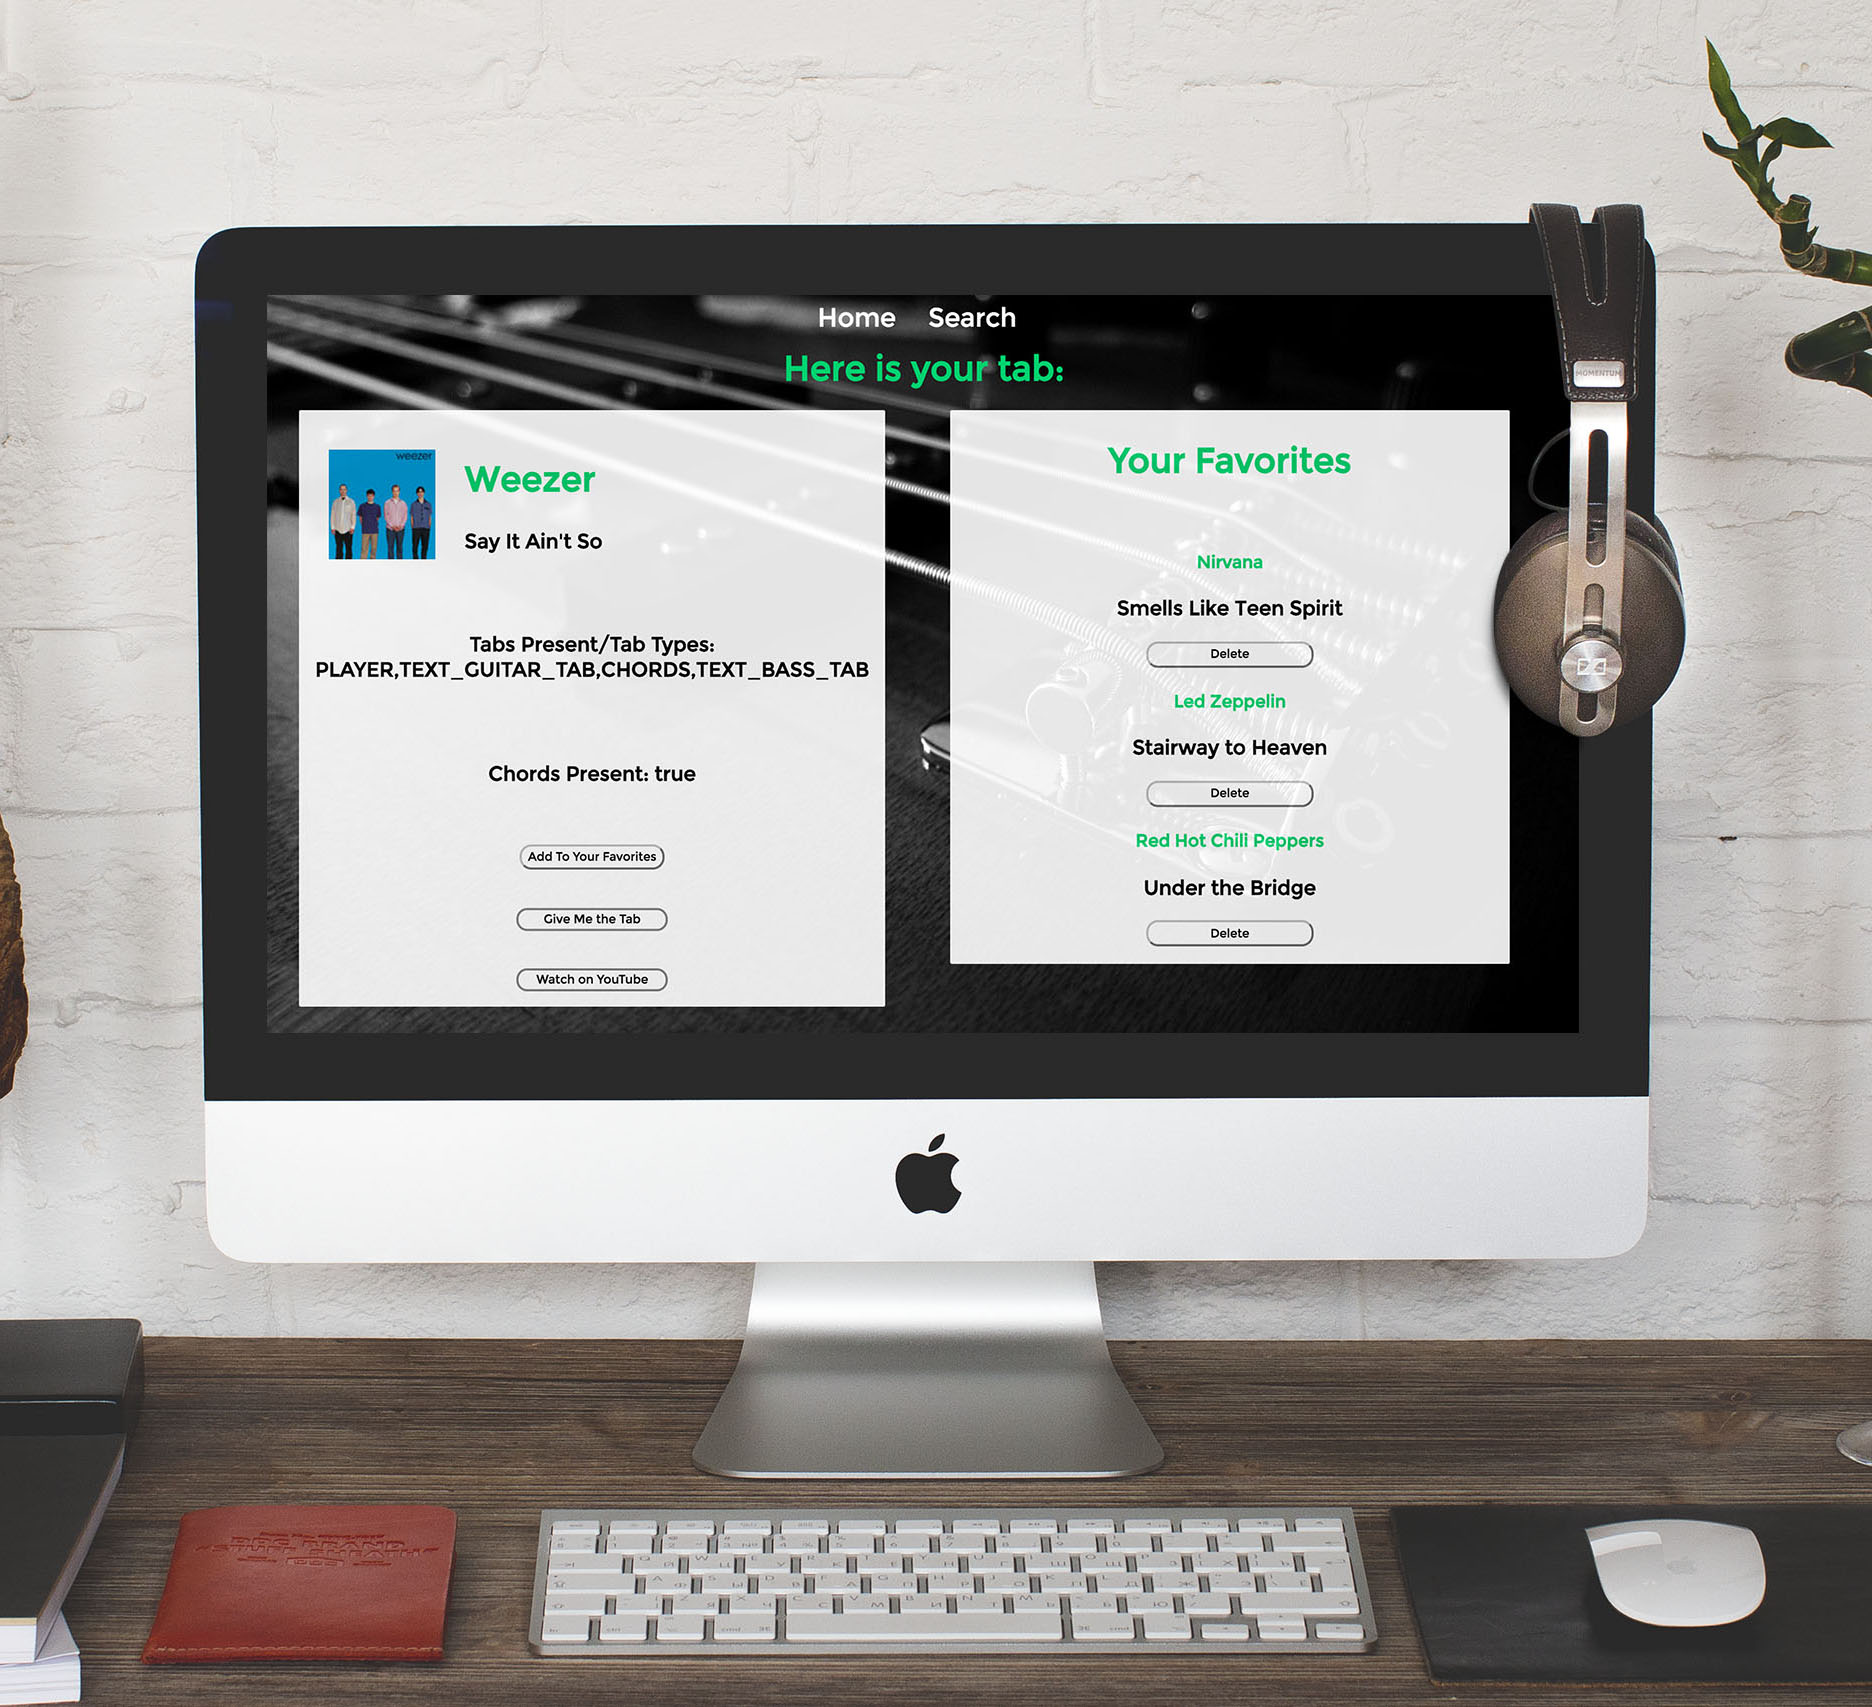 Home Search
Here is your tab:
weezer
Weezer
Say It Ain't So
Tabs Present/Tab Types:
PLAYER,TEXT_GUITAR_TAB,CHORDS,TEXT_BASS_TAB
Chords Present: true
Add To Your Favorites
Give Me the Tab
Watch on YouTube
Your Favorites
Nirvana
Smells Like Teen Spirit
Delete
Led Zeppelin
Stairway to Heaven
Delete
Red Hot Chili Peppers
Under the Bridge
Delete
MOMENTUM